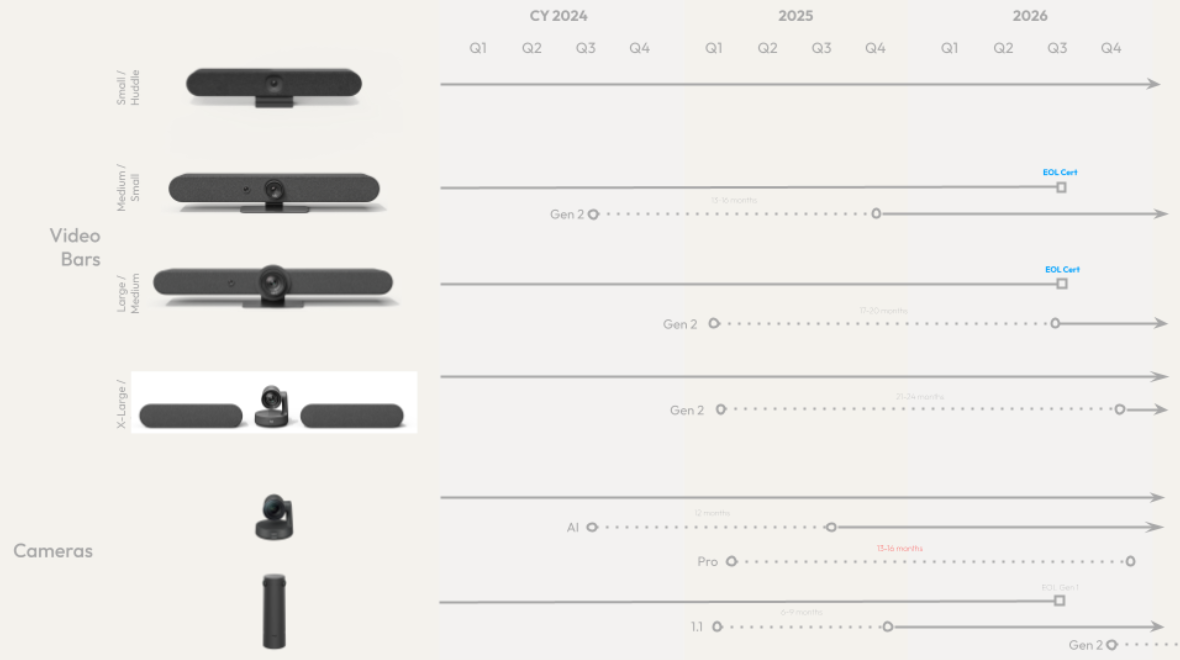 CY 2024 2025 2026
Q1 Q2 Q3 Q4 Q1 Q2 Q3 Q4 Q1 Q2 Q3 Q4
Small /
Huddle
Medium /
Small
EOL Cert
13-16 months
Gen 2
Video
Bars
Large /
Medium
EOL Cert
17-20 months
Gen 2
X-Large /
21-24 months
Gen 2
Cameras
12 months
AI
13-16 months
Pro
EOL Gen 1
6-9 months
1.1
Gen 2